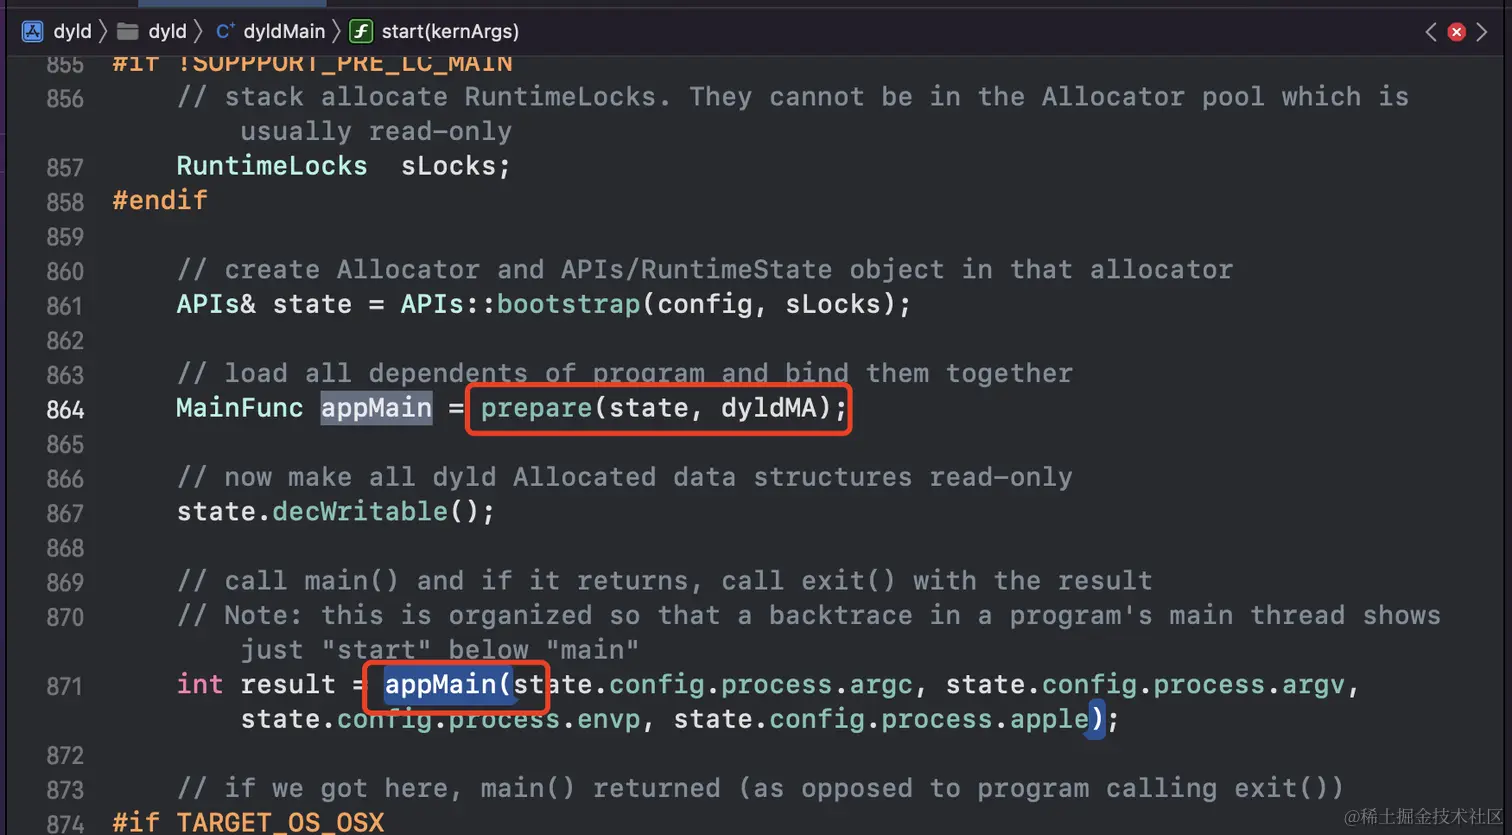 dyld 〉 dyld 〉 C+ dyldMain 〉 f start(kernArgs)
855 #if !SUPPPORT_PRE_LC_MAIN
856 // stack allocate RuntimeLocks. They cannot be in the Allocator pool which is
usually read-only
857 RuntimeLocks  sLocks;
858 #endif
859
860 // create Allocator and APIs/RuntimeState object in that allocator
861 APIs& state = APIs::bootstrap(config, sLocks);
862
863 // load all dependents of program and bind them together
864 MainFunc appMain = prepare(state, dyldMA);
865
866 // now make all dyld Allocated data structures read-only
867 state.decWritable();
868
869 // call main() and if it returns, call exit() with the result
870 // Note: this is organized so that a backtrace in a program's main thread shows
just "start" below "main"
871 int result = appMain(state.config.process.argc, state.config.process.argv,
state.config.process.envp, state.config.process.apple);
872
873 // if we got here, main() returned (as opposed to program calling exit())
874 #if TARGET_OS_OSX
@稀土掘金技术社区